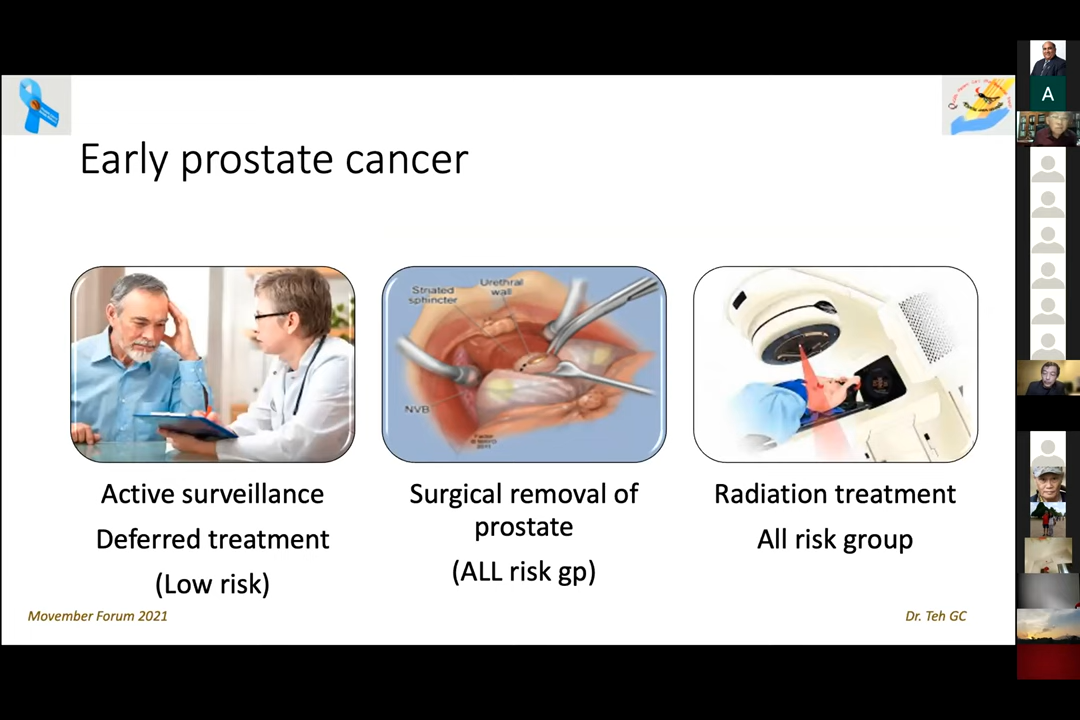 A
Early prostate cancer
Striated
sphincter
Urethral
wall
NVB
Active surveillance
Deferred treatment
(Low risk)
Surgical removal of
prostate
(ALL risk gp)
Radiation treatment
All risk group
Movember Forum 2021
Dr. Teh GC